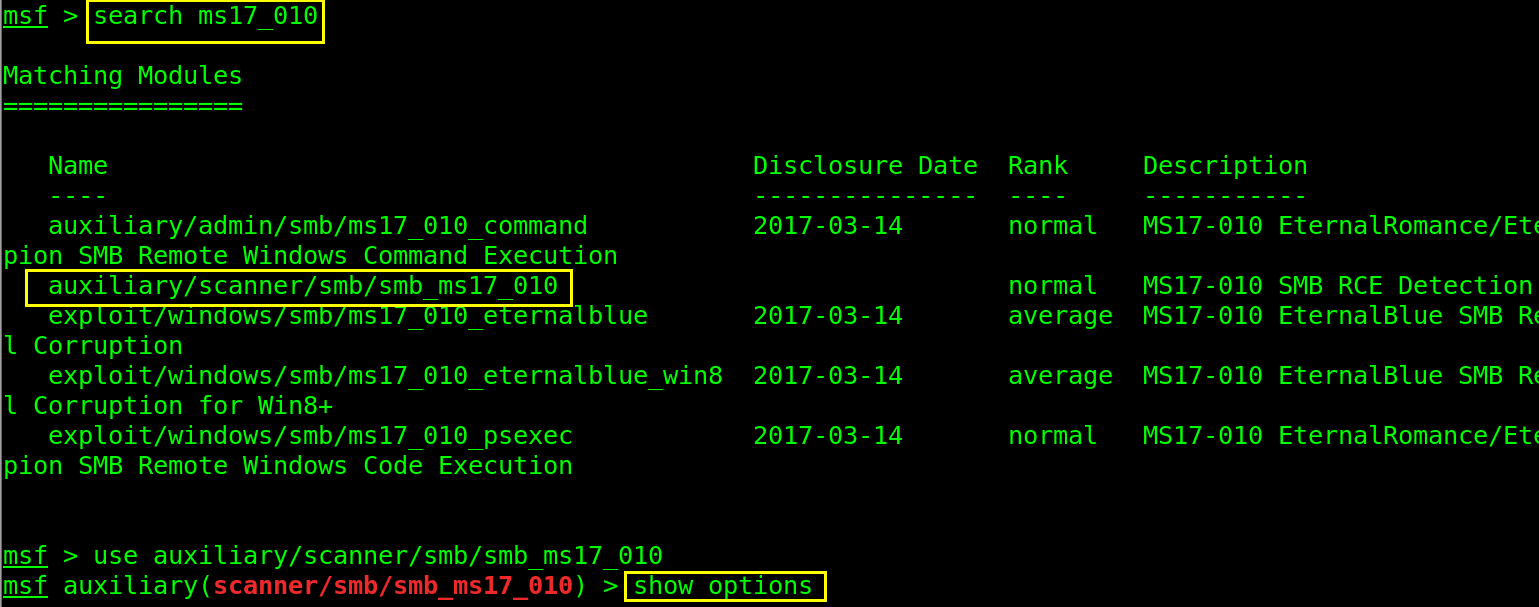 msf > search ms17_010
Matching Modules
================
Name Disclosure Date Rank Description
---- --------------- ---- -----------
auxiliary/admin/smb/ms17_010_command 2017-03-14 normal MS17-010 EternalRomance/Ete
pion SMB Remote Windows Command Execution
auxiliary/scanner/smb/smb_ms17_010 normal MS17-010 SMB RCE Detection
exploit/windows/smb/ms17_010_eternalblue 2017-03-14 average MS17-010 EternalBlue SMB Re
l Corruption
exploit/windows/smb/ms17_010_eternalblue_win8 2017-03-14 average MS17-010 EternalBlue SMB Re
l Corruption for Win8+
exploit/windows/smb/ms17_010_psexec 2017-03-14 normal MS17-010 EternalRomance/Ete
pion SMB Remote Windows Code Execution
msf > use auxiliary/scanner/smb/smb_ms17_010
msf auxiliary(scanner/smb/smb_ms17_010) > show options